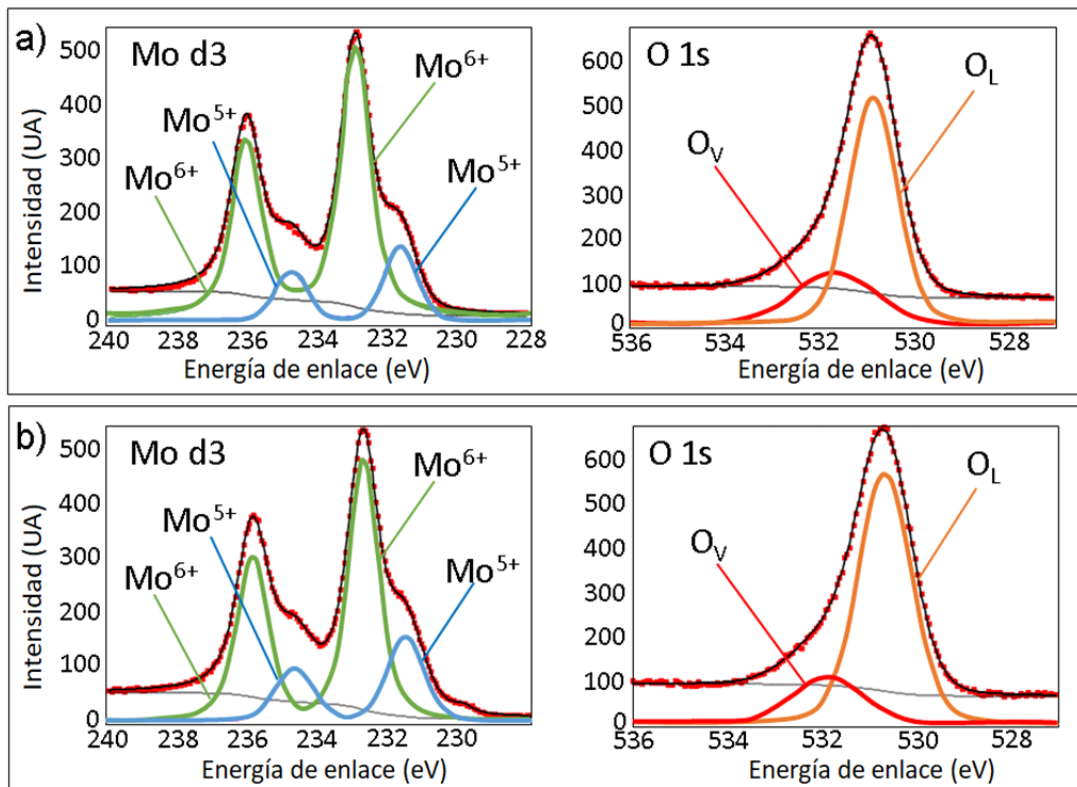 a)
Mo d3
Mo⁶⁺
Mo⁵⁺
Mo⁶⁺
Mo⁵⁺
Intensidad (UA)
500
400
300
200
100
0
240 238 236 234 232 230 228
Energía de enlace (eV)
O 1s
O_L
O_V
600
500
400
300
200
100
0
536 534 532 530 528
Energía de enlace (eV)
b)
Mo d3
Mo⁶⁺
Mo⁵⁺
Mo⁶⁺
Mo⁵⁺
Intensidad (UA)
500
400
300
200
100
0
240 238 236 234 232 230
Energía de enlace (eV)
O 1s
O_L
O_V
600
500
400
300
200
100
0
536 534 532 530 528
Energía de enlace (eV)